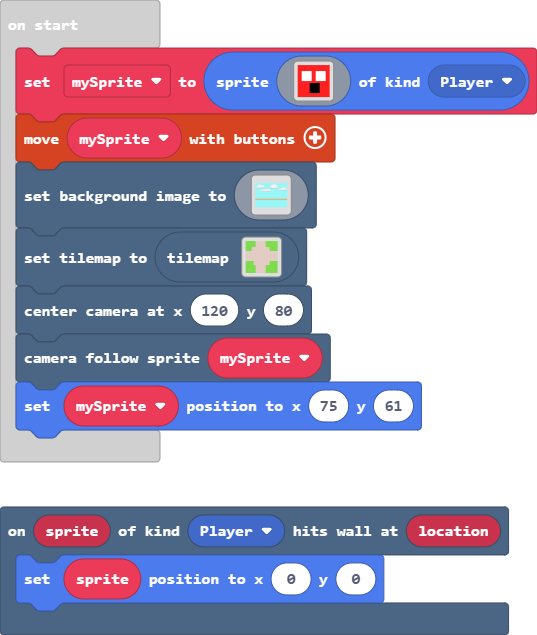 on start
set mySprite to sprite of kind Player
move mySprite with buttons
set background image to
set tilemap to tilemap
center camera at x 120 y 80
camera follow sprite mySprite
set mySprite position to x 75 y 61
on sprite of kind Player hits wall at location
set sprite position to x 0 y 0